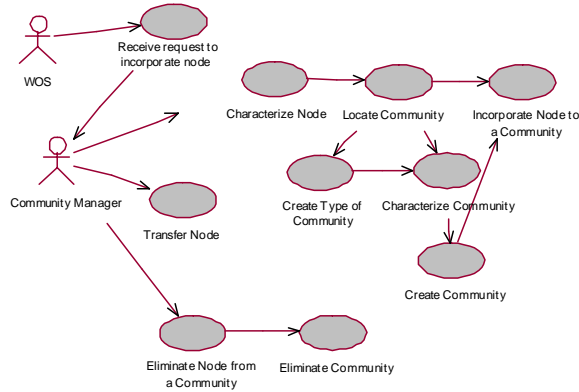 Receive request to
incorporate node
WOS
Characterize Node
Locate Community
Incorporate Node to
a Community
Community Manager
Create Type of
Community
Characterize Community
Transfer Node
Create Community
Eliminate Node from
a Community
Eliminate Community